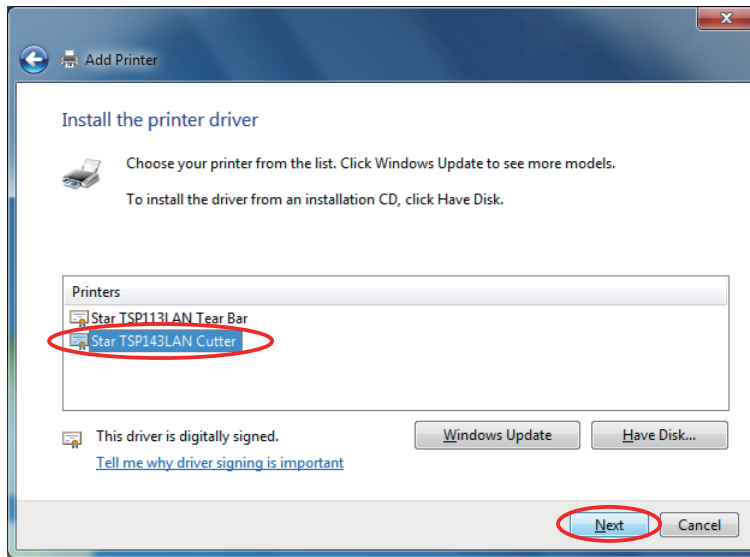 Add Printer
Install the printer driver
Choose your printer from the list. Click Windows Update to see more models.
To install the driver from an installation CD, click Have Disk.
Printers
Star TSP113LAN Tear Bar
Star TSP143LAN Cutter
This driver is digitally signed.
Windows Update
Have Disk...
Tell me why driver signing is important
Next
Cancel